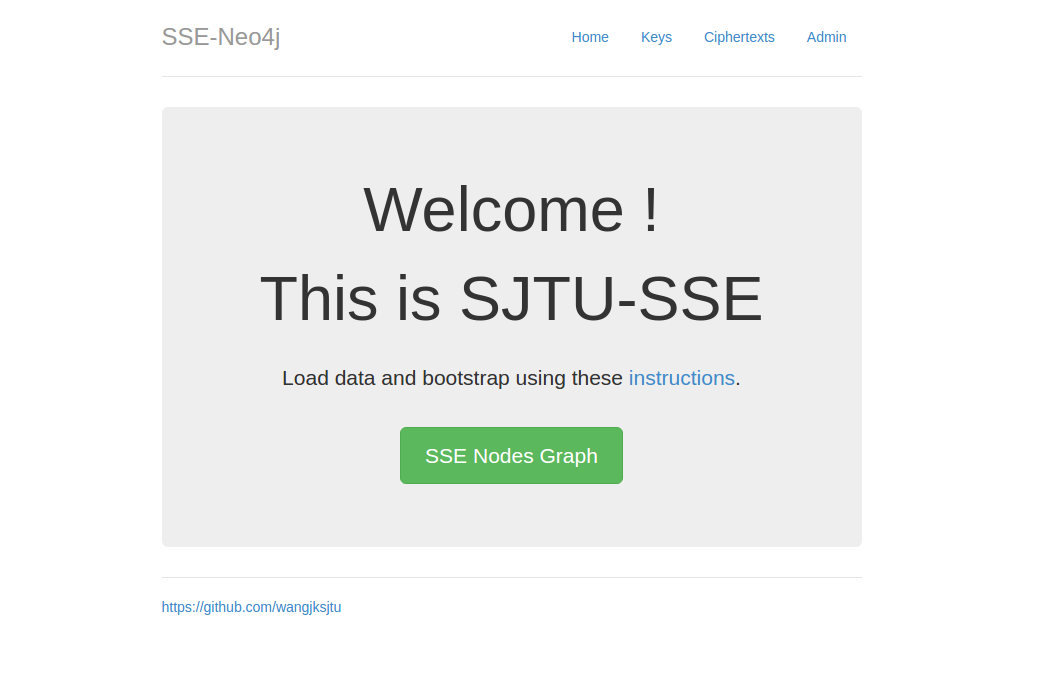 SSE-Neo4j
Home Keys Ciphertexts Admin
Welcome !
This is SJTU-SSE
Load data and bootstrap using these instructions.
SSE Nodes Graph
https://github.com/wangjksjtu